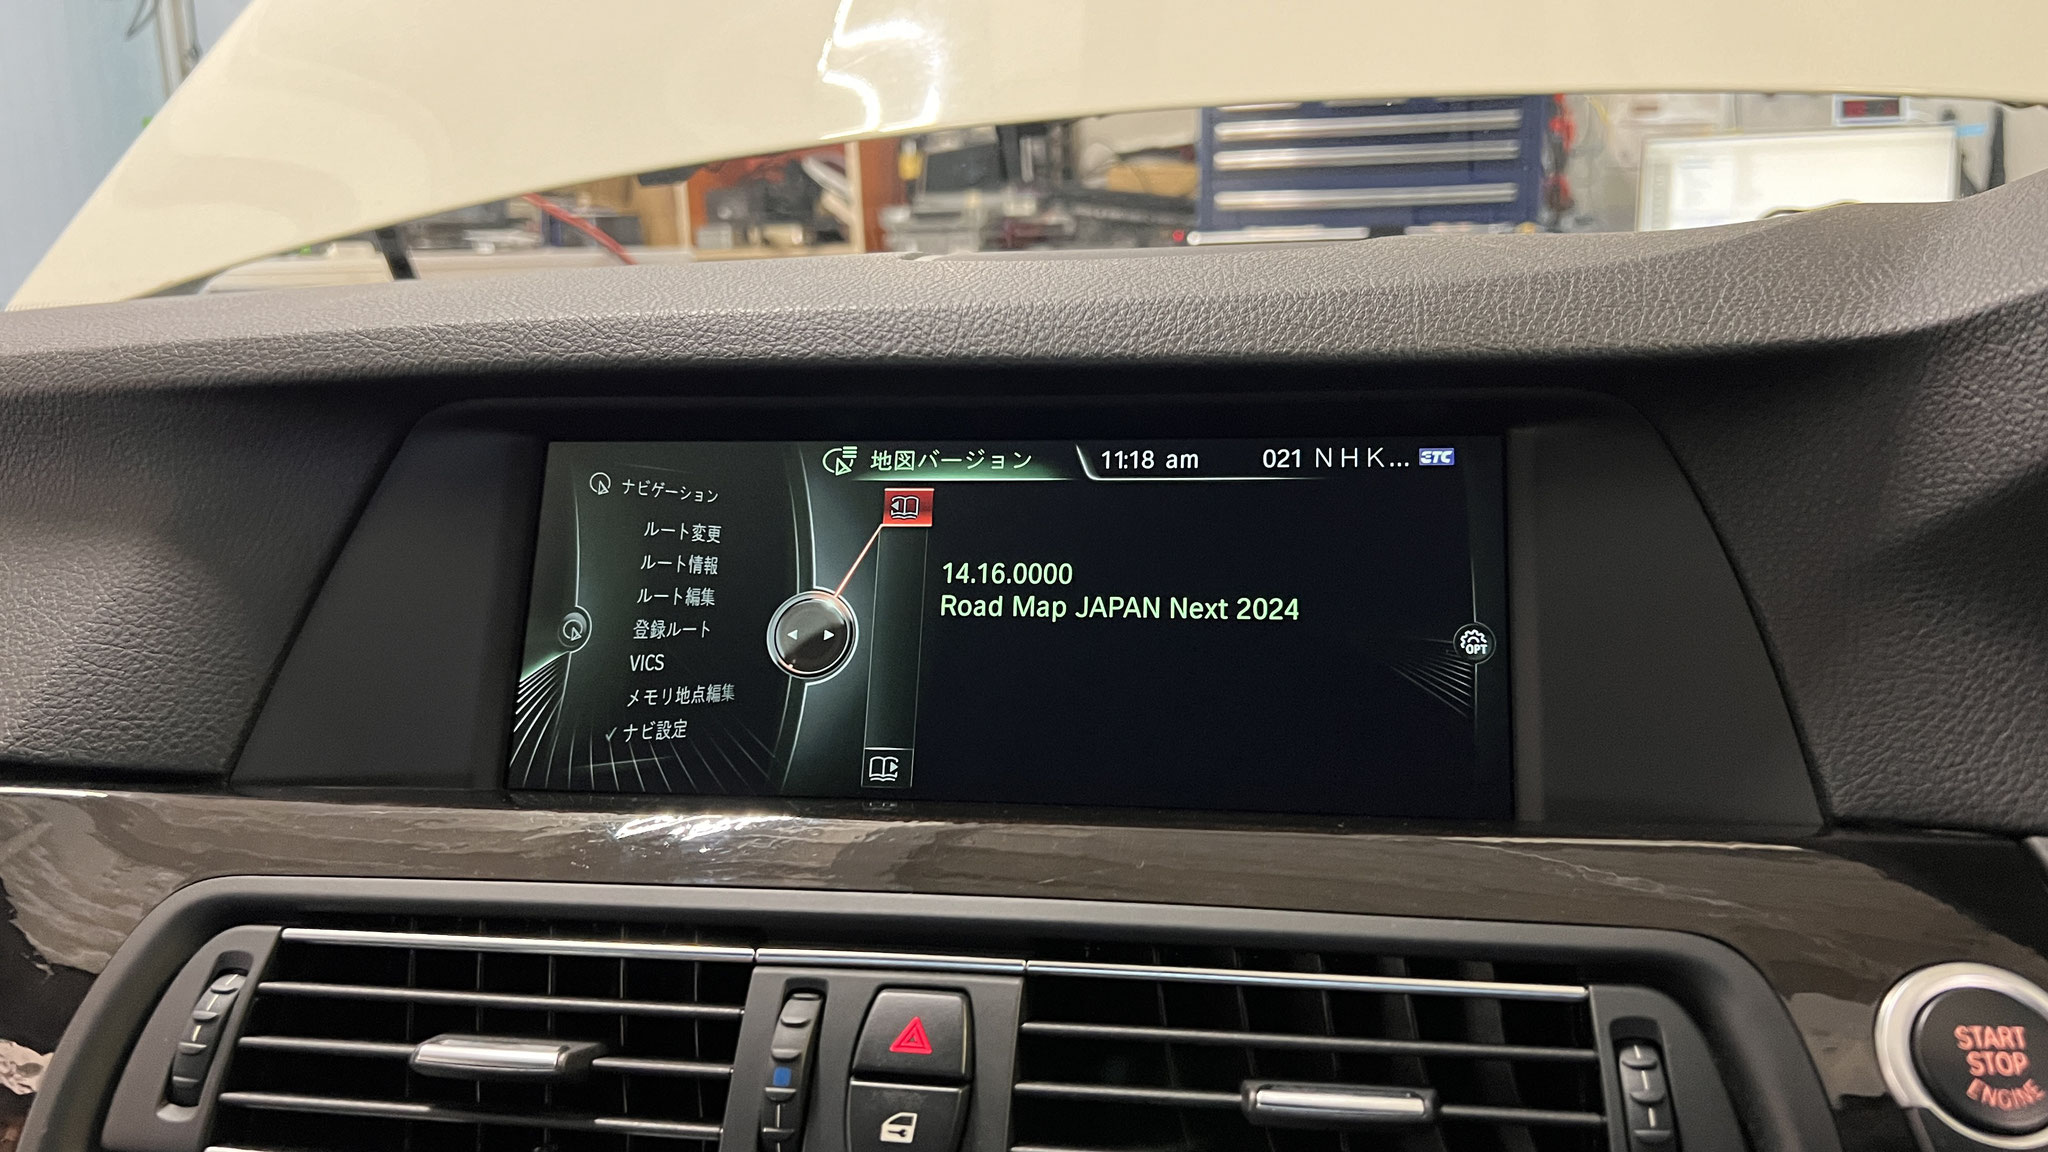 地図バージョン
11:18 am
021 NHK...
ETC
ナビゲーション
ルート変更
ルート情報
ルート編集
登録ルート
VICS
メモリ地点編集
✓ ナビ設定
14.16.0000
Road Map JAPAN Next 2024
OPT
START
STOP
ENGINE